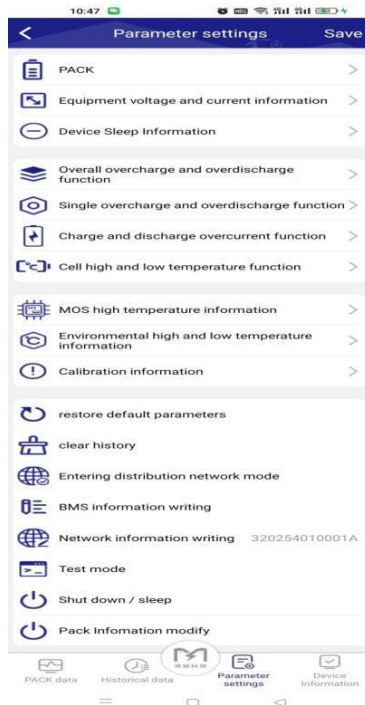 10:47
Parameter settings
Save
PACK
Equipment voltage and current information
Device Sleep Information
Overall overcharge and overdischarge
function
Single overcharge and overdischarge function
Charge and discharge overcurrent function
Cell high and low temperature function
MOS high temperature information
Environmental high and low temperature
information
Calibration information
restore default parameters
clear history
Entering distribution network mode
BMS information writing
Network information writing 320254010001A
Test mode
Shut down / sleep
Pack Infomation modify
PACK data
Historical data
Parameter
settings
Device
Information